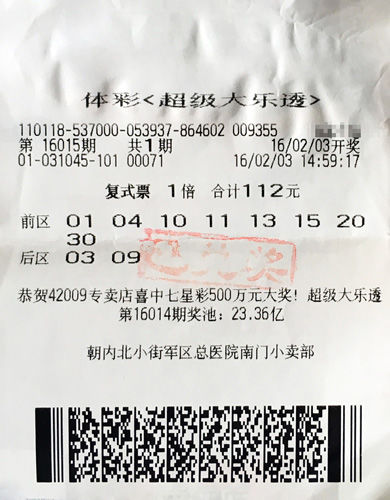 体彩<超级大乐透>
110118-537000-053937-864602 009355
第 16015期 共1期 16/02/03开奖
01-031045-101 00071 16/02/03 14:59:17
复式票 1倍 合计112元
前区 01 04 10 11 13 15 20
30
后区 03 09
已兑奖
恭贺42009专卖店喜中七星彩500万元大奖! 超级大乐透
第16014期奖池: 23.36亿
朝内北小街军区总医院南门小卖部